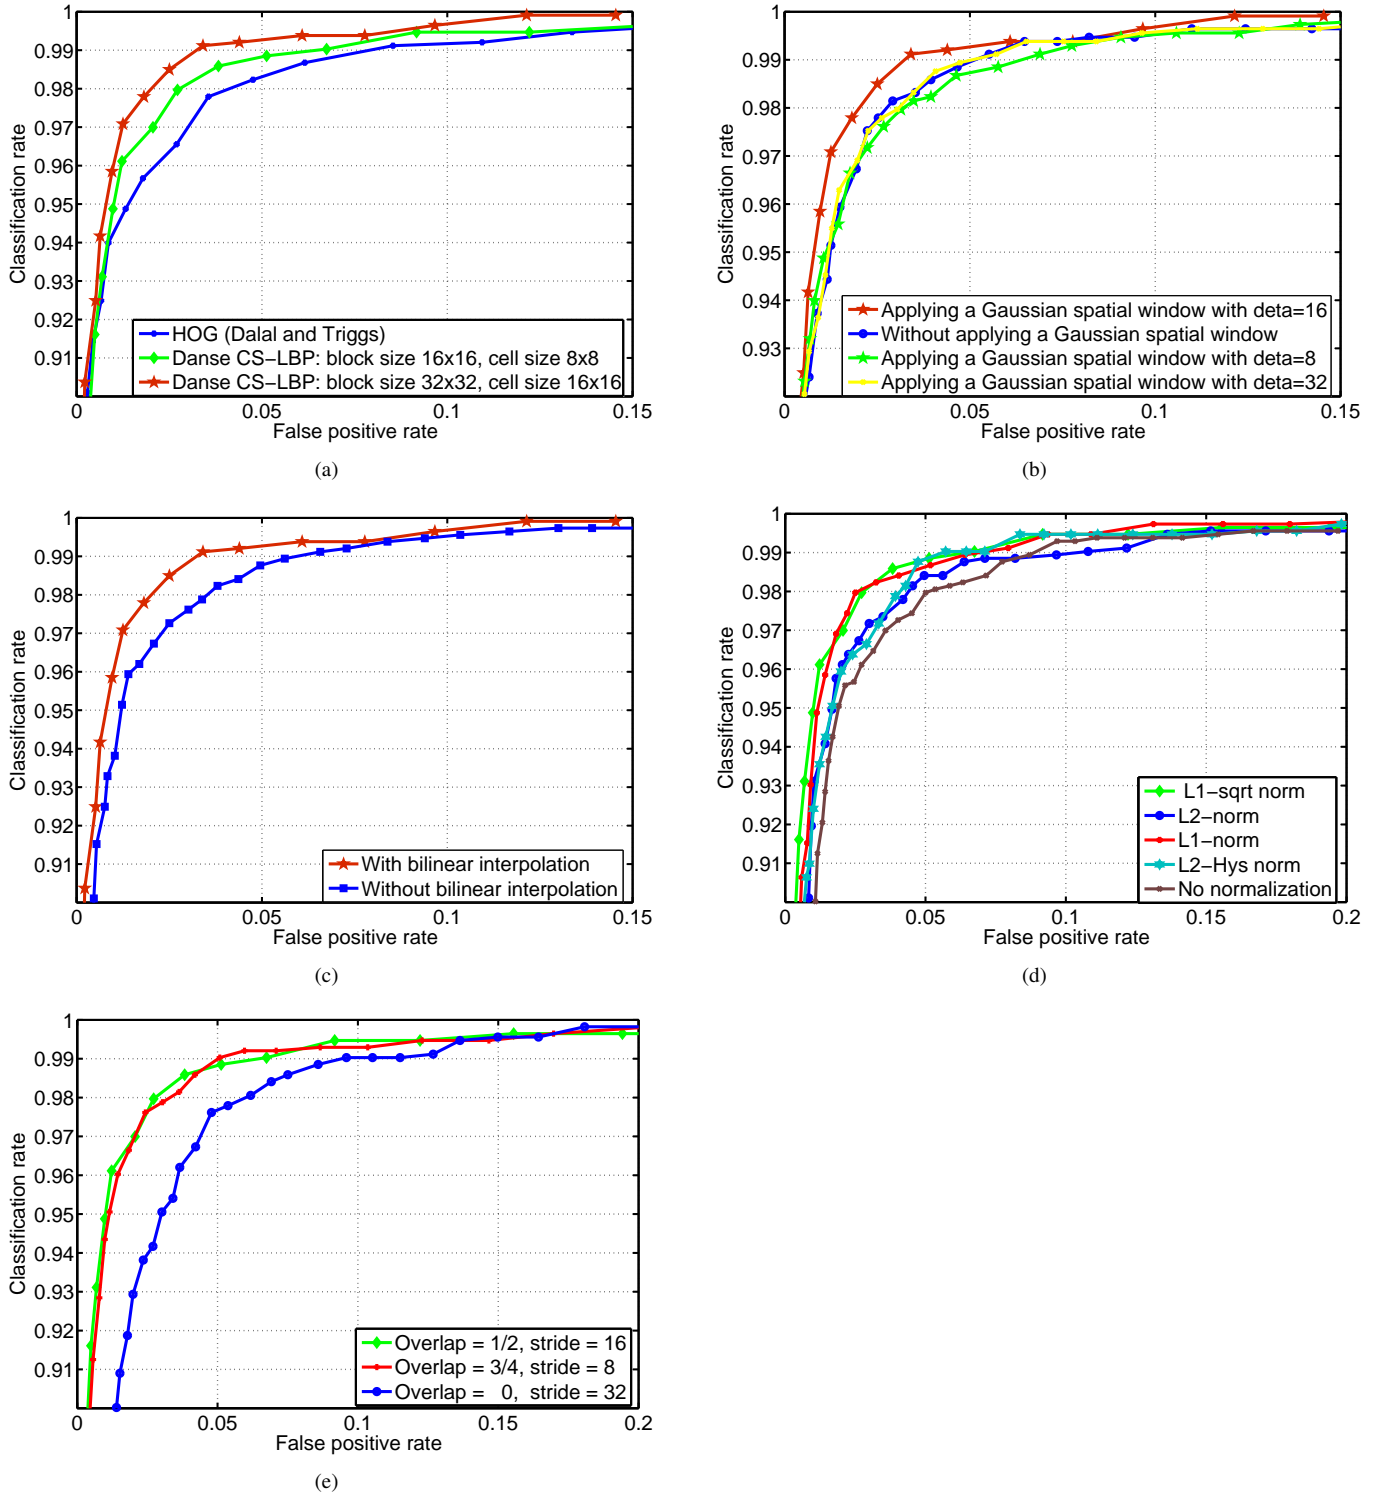 1
0.99
0.98
0.97
0.96
0.95
0.94
0.93
0.92
0.91
0
0.05
0.1
0.15
Classification rate
False positive rate
HOG (Dalal and Triggs)
Danse CS-LBP: block size 16x16, cell size 8x8
Danse CS-LBP: block size 32x32, cell size 16x16
(a)
1
0.99
0.98
0.97
0.96
0.95
0.94
0.93
0
0.05
0.1
0.15
Classification rate
False positive rate
Applying a Gaussian spatial window with deta=16
Without applying a Gaussian spatial window
Applying a Gaussian spatial window with deta=8
Applying a Gaussian spatial window with deta=32
(b)
1
0.99
0.98
0.97
0.96
0.95
0.94
0.93
0.92
0.91
0
0.05
0.1
0.15
Classification rate
False positive rate
With bilinear interpolation
Without bilinear interpolation
(c)
1
0.99
0.98
0.97
0.96
0.95
0.94
0.93
0.92
0.91
0
0.05
0.1
0.15
0.2
Classification rate
False positive rate
L1-sqrt norm
L2-norm
L1-norm
L2-Hys norm
No normalization
(d)
1
0.99
0.98
0.97
0.96
0.95
0.94
0.93
0.92
0.91
0
0.05
0.1
0.15
0.2
Classification rate
False positive rate
Overlap = 1/2, stride = 16
Overlap = 3/4, stride = 8
Overlap = 0, stride = 32
(e)